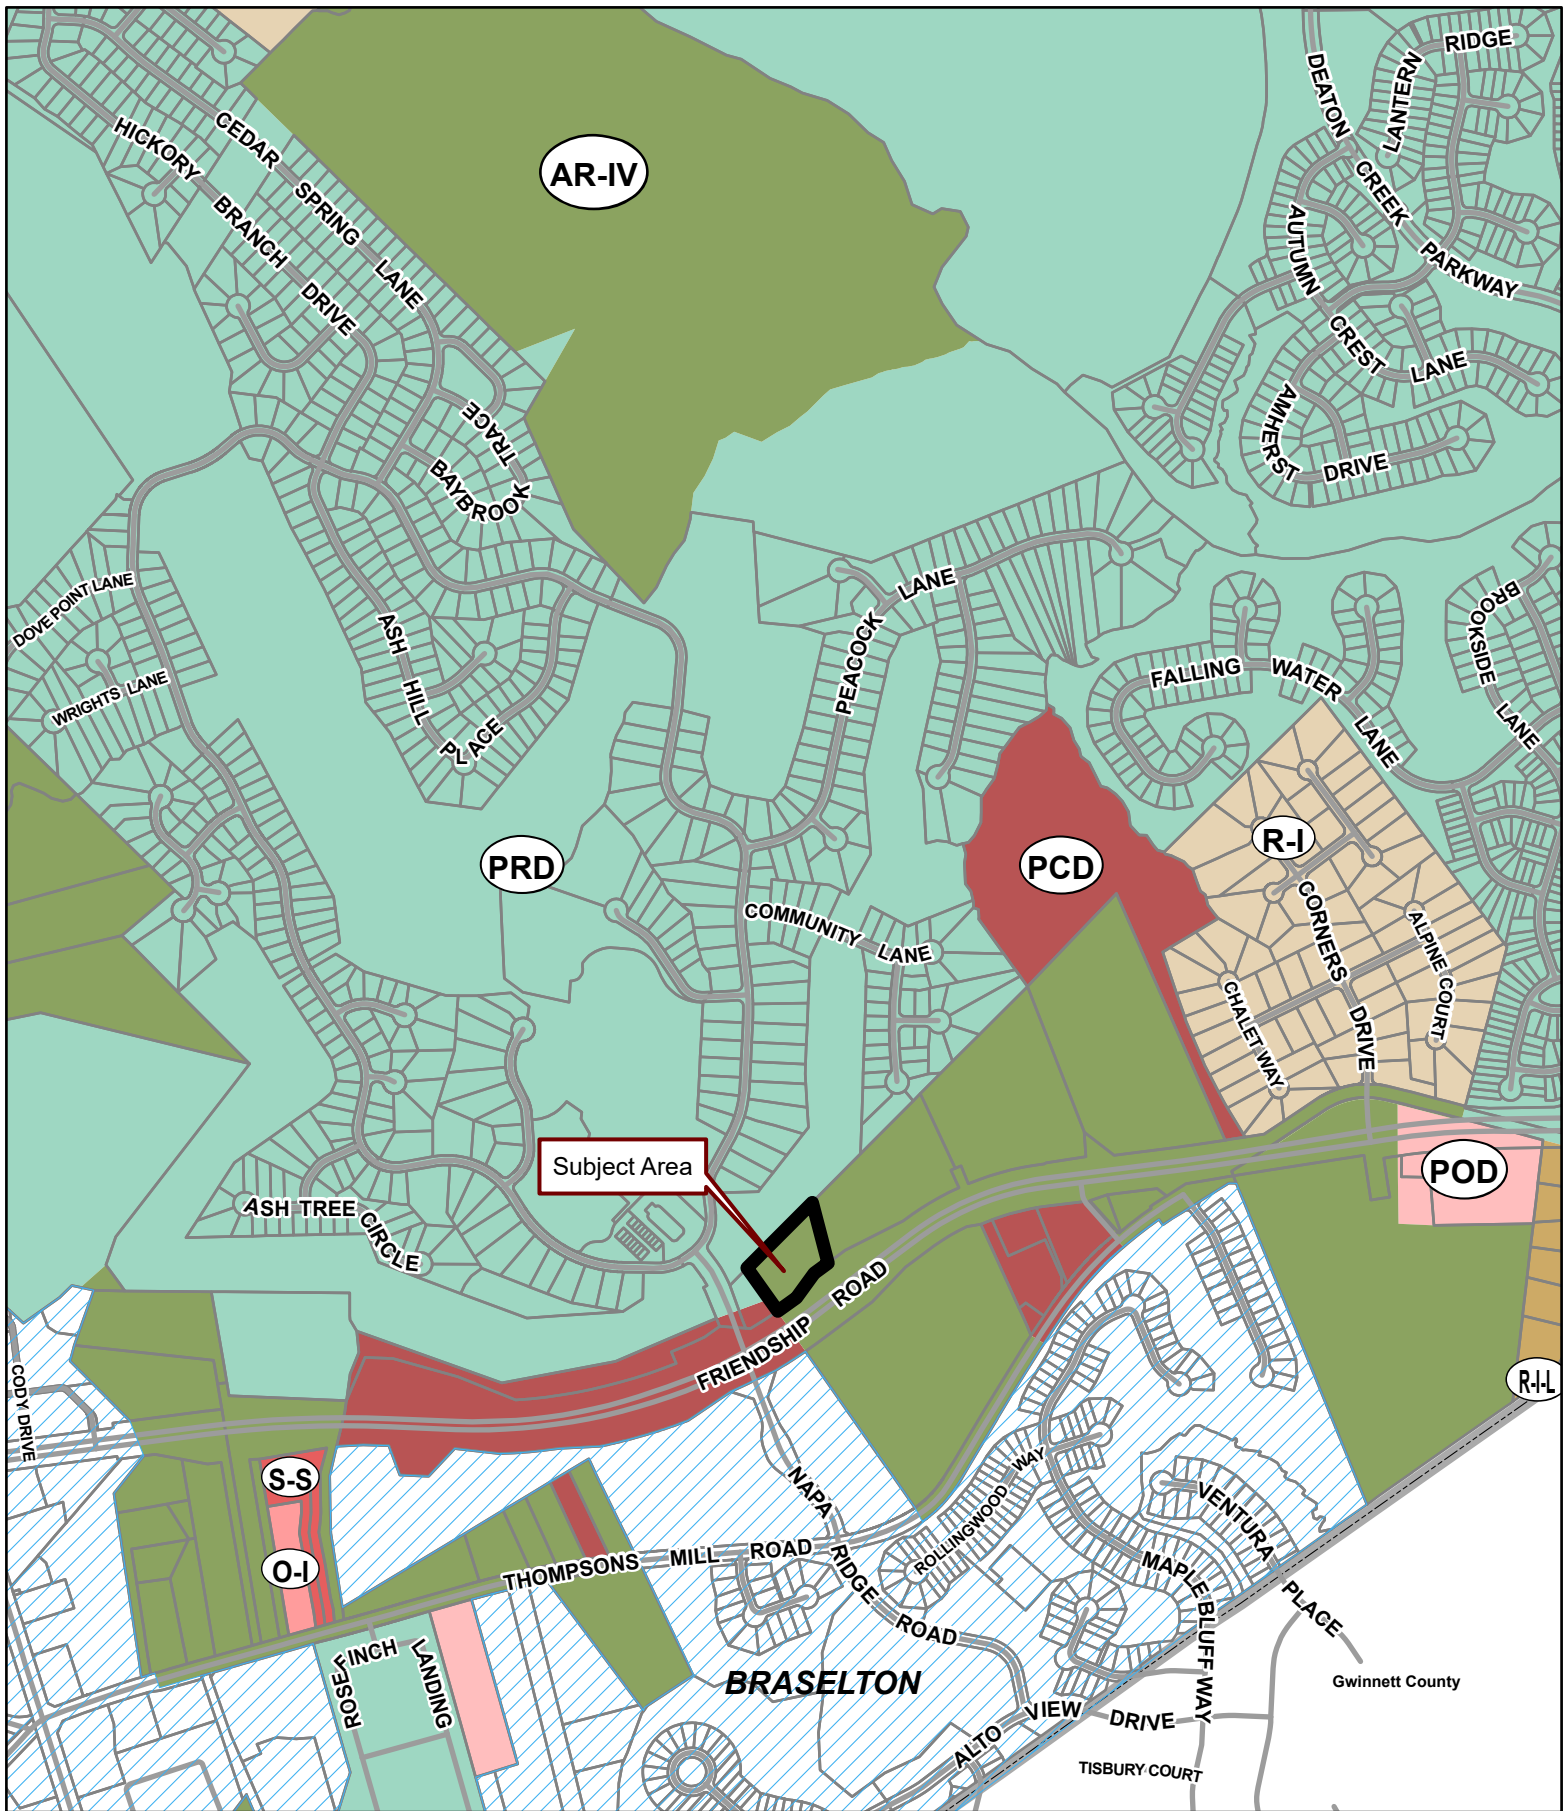 RIDGE
LANTERN
DEATON
CREEK
PARKWAY
HICKORY
BRANCH
DRIVE
CEDAR
SPRING
LANE
AR-IV
AUTUMN
CREST
LANE
AMHERST
DRIVE
TRACE
BAYBROOK
DOVE POINT LANE
WRIGHTS LANE
ASH
HILL
PLACE
PEACOCK
LANE
FALLING
WATER
LANE
BROOKSIDE
LANE
PRD
PCD
R-I
COMMUNITY
LANE
CORNERS
DRIVE
ALPINE COURT
CHALET WAY
Subject Area
POD
ASH TREE
CIRCLE
FRIENDSHIP
ROAD
CODY DRIVE
R-I-L
S-S
O-I
NAPA
RIDGE
ROAD
ROLLINGWOOD
WAY
VENTURA
PLACE
THOMPSONS
MILL
ROAD
MAPLE
BLUFF WAY
ROSEFINCH
LANDING
BRASELTON
Gwinnett County
ALTO
VIEW
DRIVE
TISBURY COURT